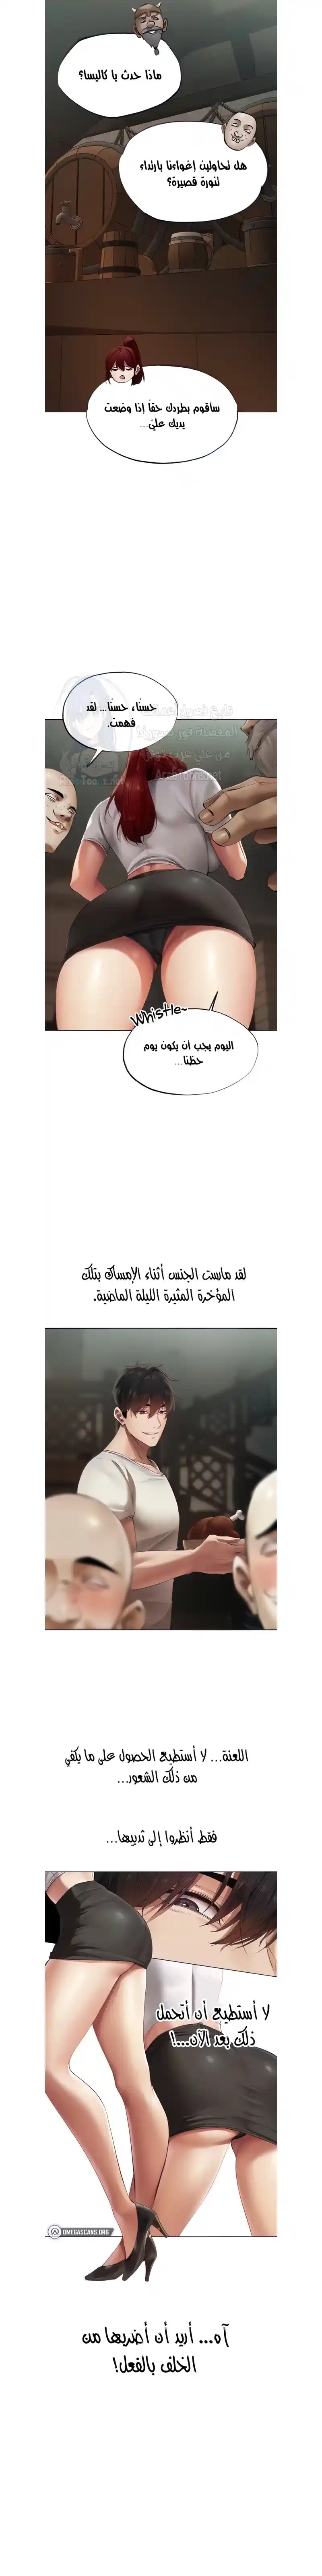 ماذا حدث يا كاليسا؟
هل تحاولين إغواءنا بارتداء
تنورة قصيرة؟
سأقوم بطردك حقًا إذا وضعت
يديك عليّ...
حسنًاء حسنًا... لقد
فهمت.
Whistle~
اليوم يجب أن يكون يوم
حظنا...
لقد مارست الجنس أثناء الإمساك بتلك
المؤخرة المثيرة الليلة الماضية.
اللعنة... لا أستطيع الحصول على ما يكفي
من ذلك الشعور...
فقط أنظروا إلى ثدييها...
لا أستطيع أن أتحمل
ذلك بعد الآن...!
OMEGASCANS.ORG
آه... أريد أن أضربها من
الخلف بالفعل!